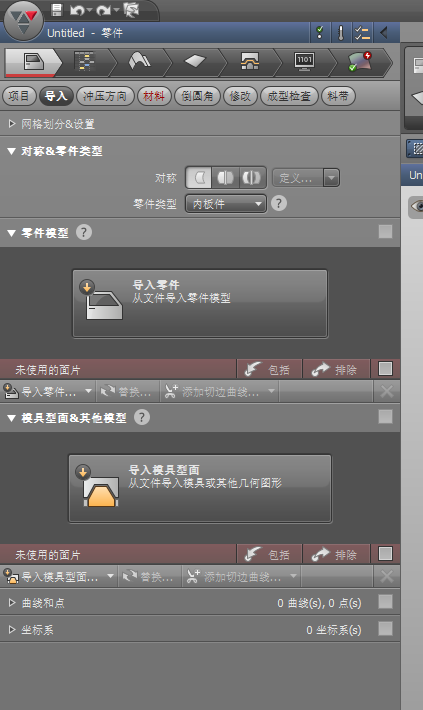 Untitled - 零件
1101
项目 导入 冲压方向 材料 倒圆角 修改 成型检查 料带
网格划分&设置
对称&零件类型
对称 定义...
零件类型 内板件 ?
零件模型 ?
导入零件
从文件导入零件模型
未使用的面片 包括 排除
导入零件... 替换... 添加切边曲线...
模具型面&其他模型 ?
导入模具型面
从文件导入模具或其他几何图形
未使用的面片 包括 排除
导入模具型面... 替换... 添加切边曲线...
曲线和点 0 曲线(s), 0 点(s)
坐标系 0 坐标系(s)
Un